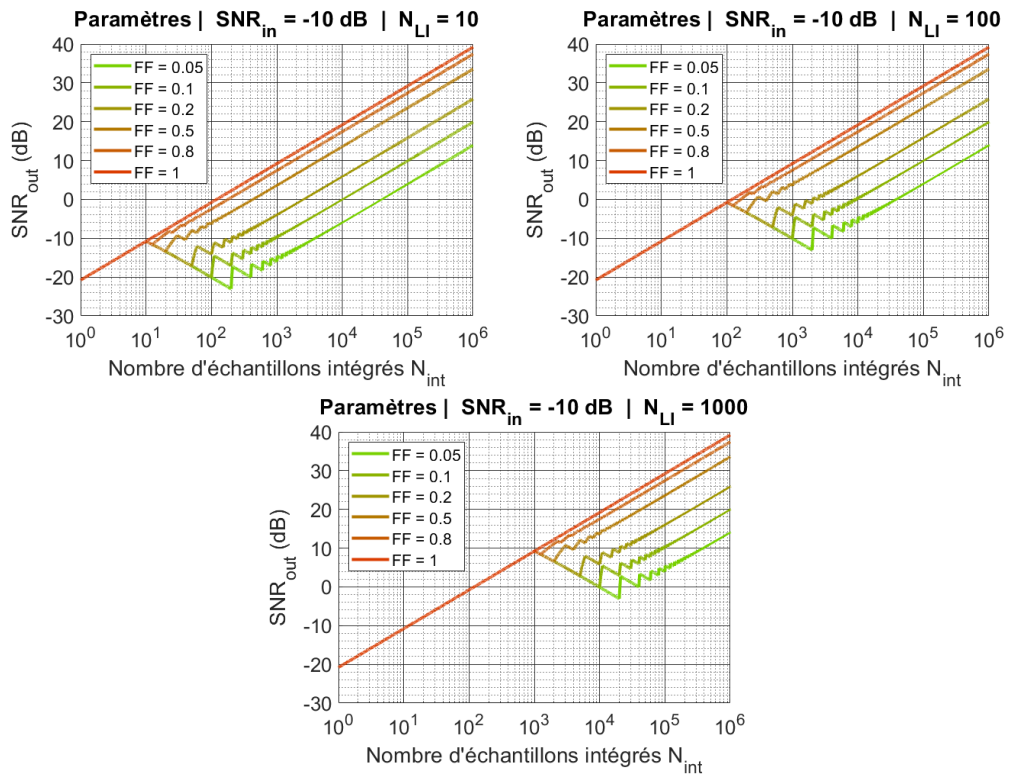 Paramètres | SNR_in = -10 dB | N_LI = 10
40
30
20
10
0
-10
-20
-30
SNR_out (dB)
FF = 0.05
FF = 0.1
FF = 0.2
FF = 0.5
FF = 0.8
FF = 1
10^0 10^1 10^2 10^3 10^4 10^5 10^6
Nombre d'échantillons intégrés N_int
Paramètres | SNR_in = -10 dB | N_LI = 100
40
30
20
10
0
-10
-20
-30
SNR_out (dB)
FF = 0.05
FF = 0.1
FF = 0.2
FF = 0.5
FF = 0.8
FF = 1
10^0 10^1 10^2 10^3 10^4 10^5 10^6
Nombre d'échantillons intégrés N_int
Paramètres | SNR_in = -10 dB | N_LI = 1000
40
30
20
10
0
-10
-20
-30
SNR_out (dB)
FF = 0.05
FF = 0.1
FF = 0.2
FF = 0.5
FF = 0.8
FF = 1
10^0 10^1 10^2 10^3 10^4 10^5 10^6
Nombre d'échantillons intégrés N_int